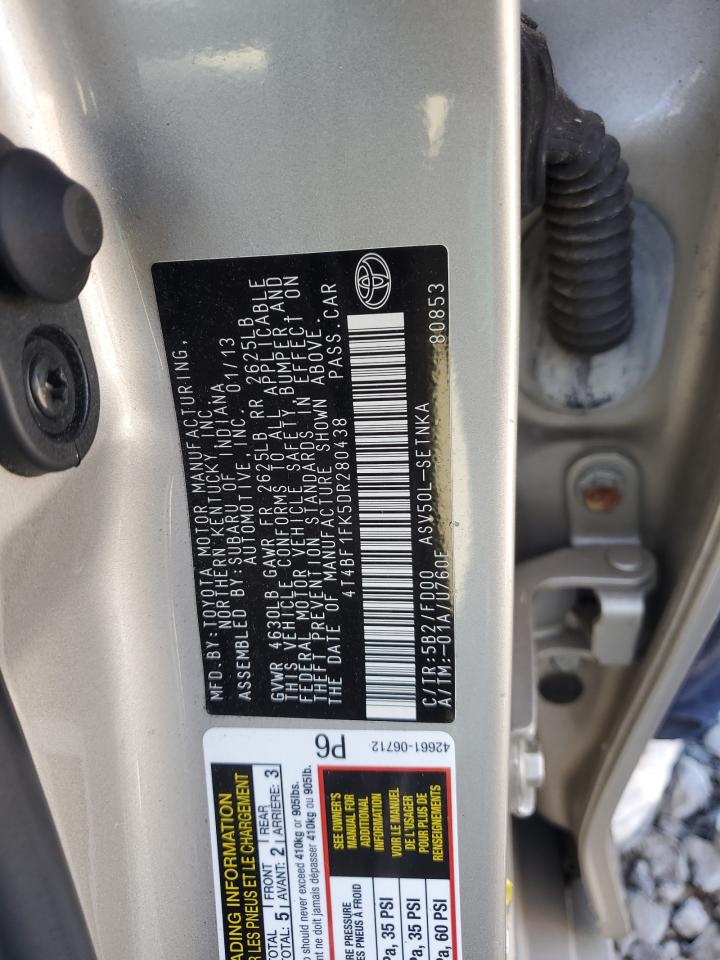 MFD.BY:TOYOTA MOTOR MANUFACTURING,
NORTHERN KENTUCKY, INC.
ASSEMBLED BY:SUBARU OF INDIANA
AUTOMOTIVE, INC. 01/13
GVWR 4630LB GAWR FR 2625LB RR 2625LB
THIS VEHICLE CONFORMS TO ALL APPLICABLE
FEDERAL MOTOR VEHICLE SAFETY, BUMPER AND
THEFT PREVENTION STANDARDS IN EFFECT ON
THE DATE OF MANUFACTURE SHOWN ABOVE.
4T4BF1FK5DR280438 PASS.CAR
C/TR:5B2/FD00 ASV50L-SETNKA
A/TM:-01A/U760E 80853
ADING INFORMATION
R LES PNEUS ET LE CHARGEMENT
TOTAL FRONT REAR
TOTAL: 5 AVANT: 2 ARRIÈRE: 3
should never exceed 410kg or 905lbs.
nt ne doit jamais dépasser 410kg ou 905lb.
P6
42661-06712
RE PRESSURE
ES PNEUS À FROID
Pa, 35 PSI
Pa, 35 PSI
Pa, 60 PSI
SEE OWNER'S
MANUAL FOR
ADDITIONAL
INFORMATION
VOIR LE MANUEL
DE L'USAGER
POUR PLUS DE
RENSEIGNEMENTS